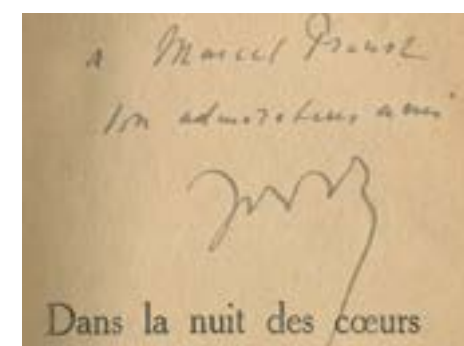 à Marcel Proust
son admirateur, ami
Dans la nuit des cœurs